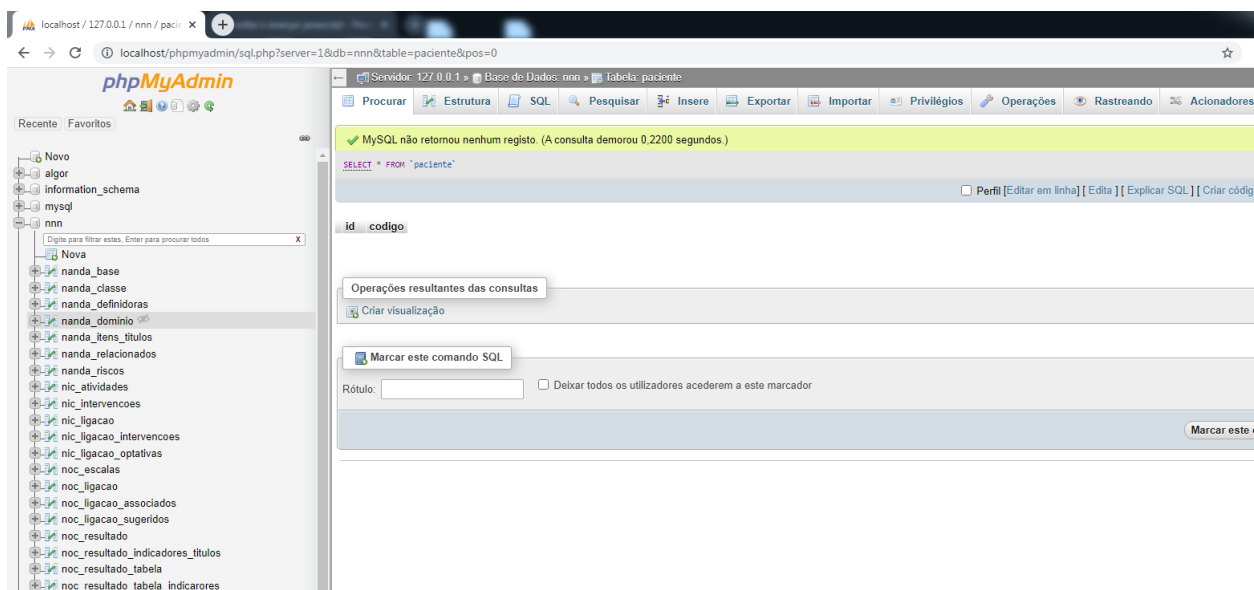 localhost / 127.0.0.1 / nnn / pacie
localhost/phpmyadmin/sql.php?server=1&db=nnn&table=paciente&pos=0
phpMyAdmin
Recente Favoritos
Novo
algor
information_schema
mysql
nnn
Digite para filtrar estes, Enter para procurar todos X
Nova
nanda_base
nanda_classe
nanda_definidoras
nanda_dominio
nanda_itens_titulos
nanda_relacionados
nanda_riscos
nic_atividades
nic_intervencoes
nic_ligacao
nic_ligacao_intervencoes
nic_ligacao_optativas
noc_escalas
noc_ligacao
noc_ligacao_associados
noc_ligacao_sugeridos
noc_resultado
noc_resultado_indicadores_titulos
noc_resultado_tabela
noc_resultado_tabela_indicarores
Servidor: 127.0.0.1 » Base de Dados: nnn » Tabela: paciente
Procurar Estrutura SQL Pesquisar Insere Exportar Importar Privilégios Operações Rastreando Acionadores
MySQL não retornou nenhum registo. (A consulta demorou 0,2200 segundos.)
SELECT * FROM `paciente`
Perfil [Editar em linha] [ Edita ] [ Explicar SQL ] [ Criar códig
id codigo
Operações resultantes das consultas
Criar visualização
Marcar este comando SQL
Rótulo: Deixar todos os utilizadores acederem a este marcador
Marcar este